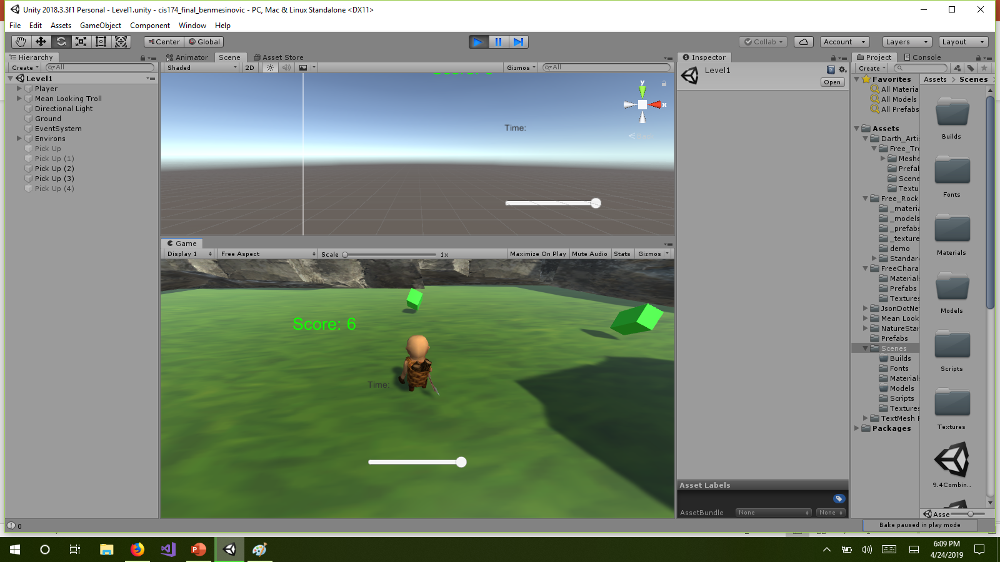 Unity 2018.3.3f1 Personal - Level1.unity - cis174_final_benmesinovic - PC, Mac & Linux Standalone <DX11>
File Edit Assets GameObject Component Window Help
Center Global Collab Account Layers Layout
Hierarchy
Create All
Level1
Player
Mean Looking Troll
Directional Light
Ground
EventSystem
Environs
Pick Up
Pick Up (1)
Pick Up (2)
Pick Up (3)
Pick Up (4)
Animator Scene Asset Store
Shaded 2D Gizmos All
y
x
Time:
Game
Display 1 Free Aspect Scale 1x Maximize On Play Mute Audio Stats Gizmos
Score: 6
Time:
Inspector
Level1
Open
Asset Labels
AssetBundle None None
Project Console
Create
Favorites
All Materia
All Models
All Prefabs
Assets
Darth_Artis
Free_Tre
Meshe
Prefab
Scene
Textu
Free_Rock
_materia
_models
_prefabs
_texture
demo
Standard
FreeChara
Materials
Prefabs
Textures
JsonDotNet
Mean Look
NatureStar
Prefabs
Scenes
Builds
Fonts
Materials
Models
Scripts
Textures
TextMesh P
Packages
Assets > Scenes
Builds
Fonts
Materials
Models
Scripts
Textures
9.4Combin...
Asse
0
Bake paused in play mode
6:09 PM
4/24/2019